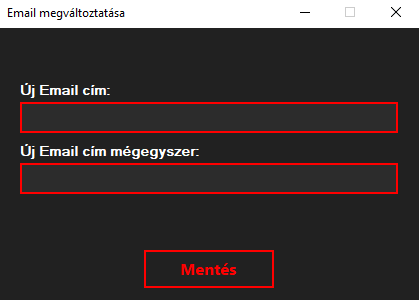 Email megváltoztatása
Új Email cím:
Új Email cím mégegyszer:
Mentés